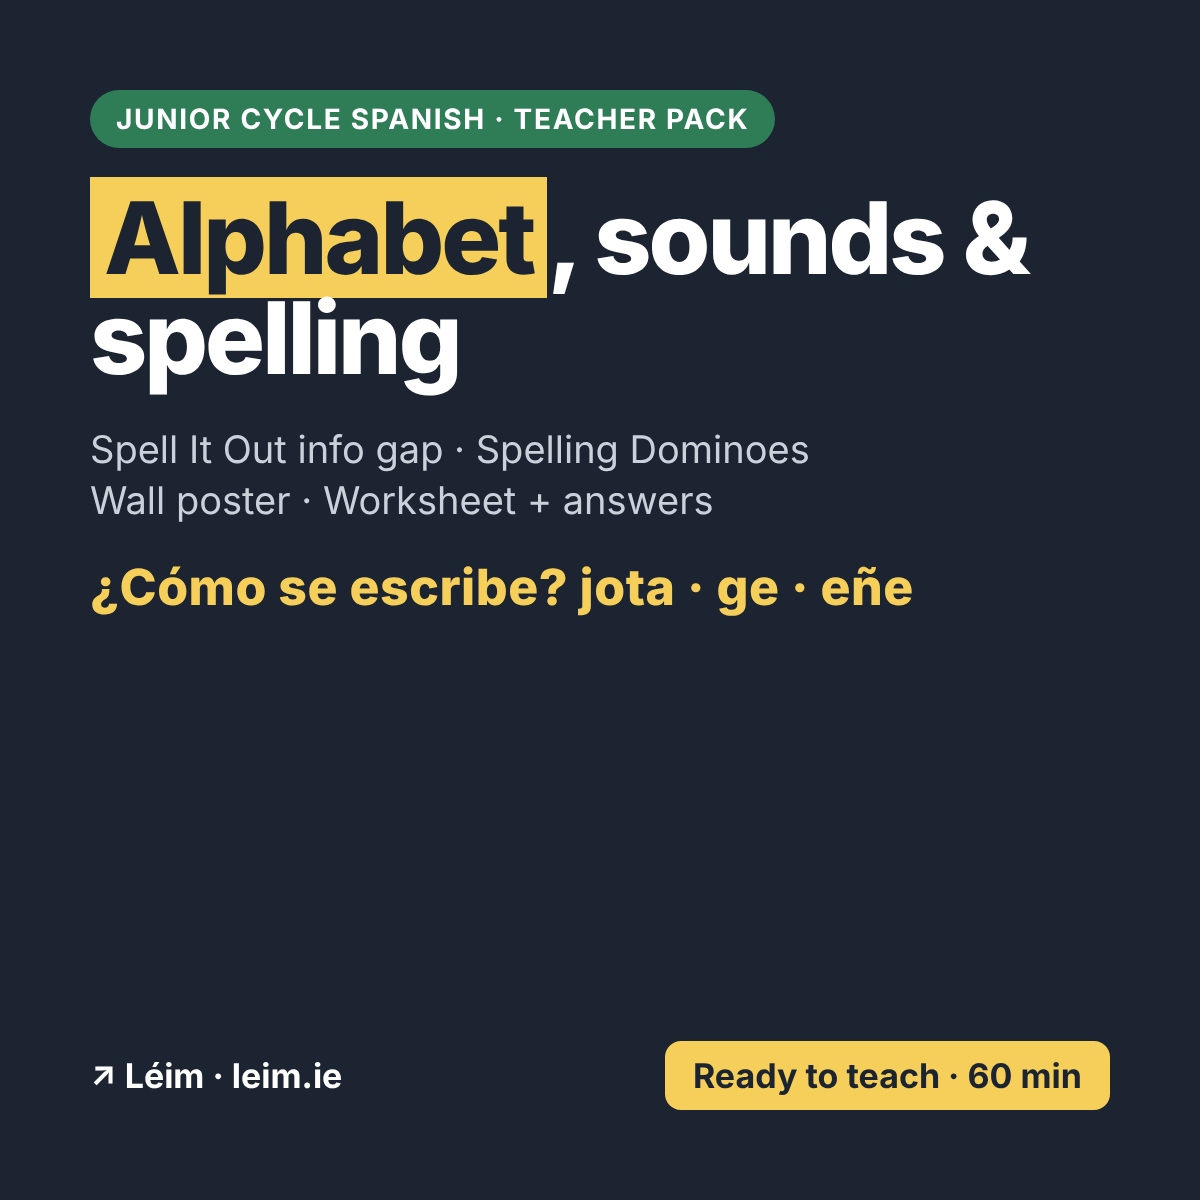 JUNIOR CYCLE SPANISH · TEACHER PACK
Alphabet, sounds &
spelling
Spell It Out info gap · Spelling Dominoes
Wall poster · Worksheet + answers
¿Cómo se escribe? jota · ge · eñe
↗ Léim · leim.ie
Ready to teach · 60 min